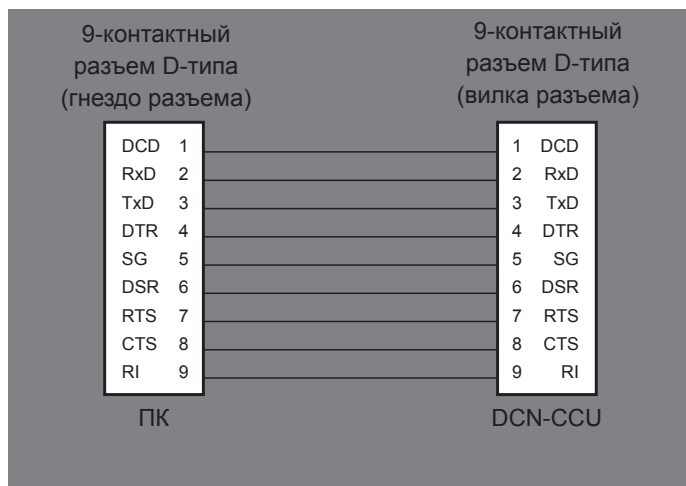 9-контактный
разъем D-типа
(гнездо разъема)
9-контактный
разъем D-типа
(вилка разъема)
DCD 1
RxD 2
TxD 3
DTR 4
SG 5
DSR 6
RTS 7
CTS 8
RI 9
1 DCD
2 RxD
3 TxD
4 DTR
5 SG
6 DSR
7 RTS
8 CTS
9 RI
ПК
DCN-CCU